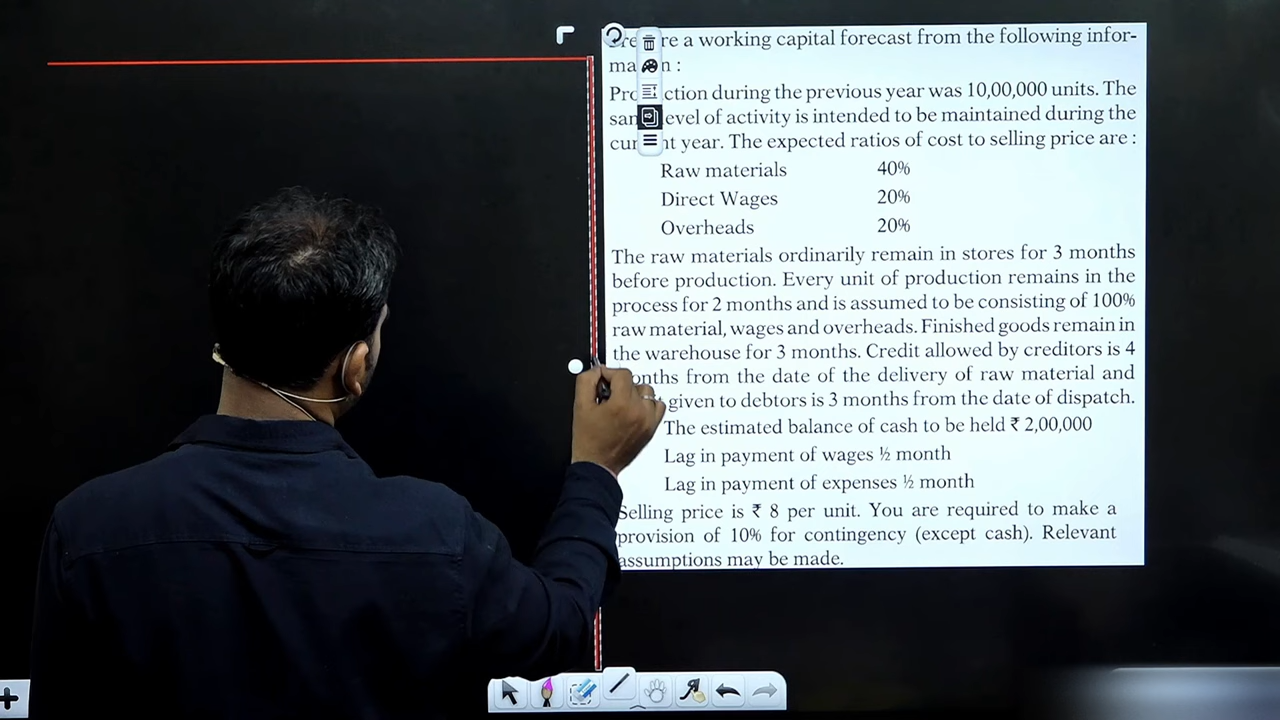 re a working capital forecast from the following infor-
ma n :
Pro ction during the previous year was 10,00,000 units. The
san evel of activity is intended to be maintained during the
cur nt year. The expected ratios of cost to selling price are :
Raw materials 40%
Direct Wages 20%
Overheads 20%
The raw materials ordinarily remain in stores for 3 months
before production. Every unit of production remains in the
process for 2 months and is assumed to be consisting of 100%
raw material, wages and overheads. Finished goods remain in
the warehouse for 3 months. Credit allowed by creditors is 4
onths from the date of the delivery of raw material and
given to debtors is 3 months from the date of dispatch.
The estimated balance of cash to be held ₹ 2,00,000
Lag in payment of wages ½ month
Lag in payment of expenses ½ month
Selling price is ₹ 8 per unit. You are required to make a
provision of 10% for contingency (except cash). Relevant
assumptions may be made.